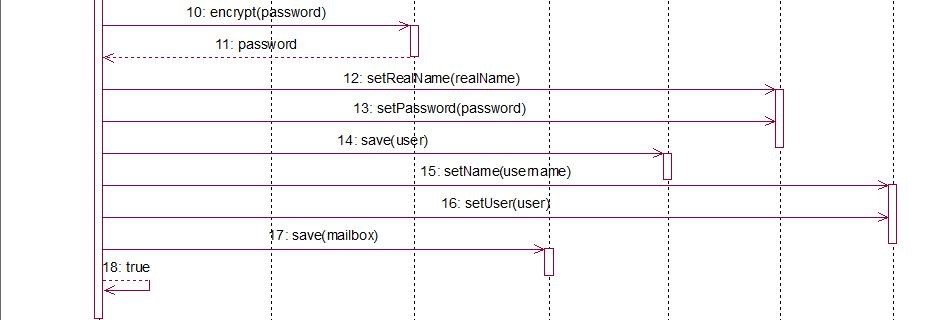 10: encrypt(password)
11: password
12: setRealName(realName)
13: setPassword(password)
14: save(user)
15: setName(username)
16: setUser(user)
17: save(mailbox)
18: true